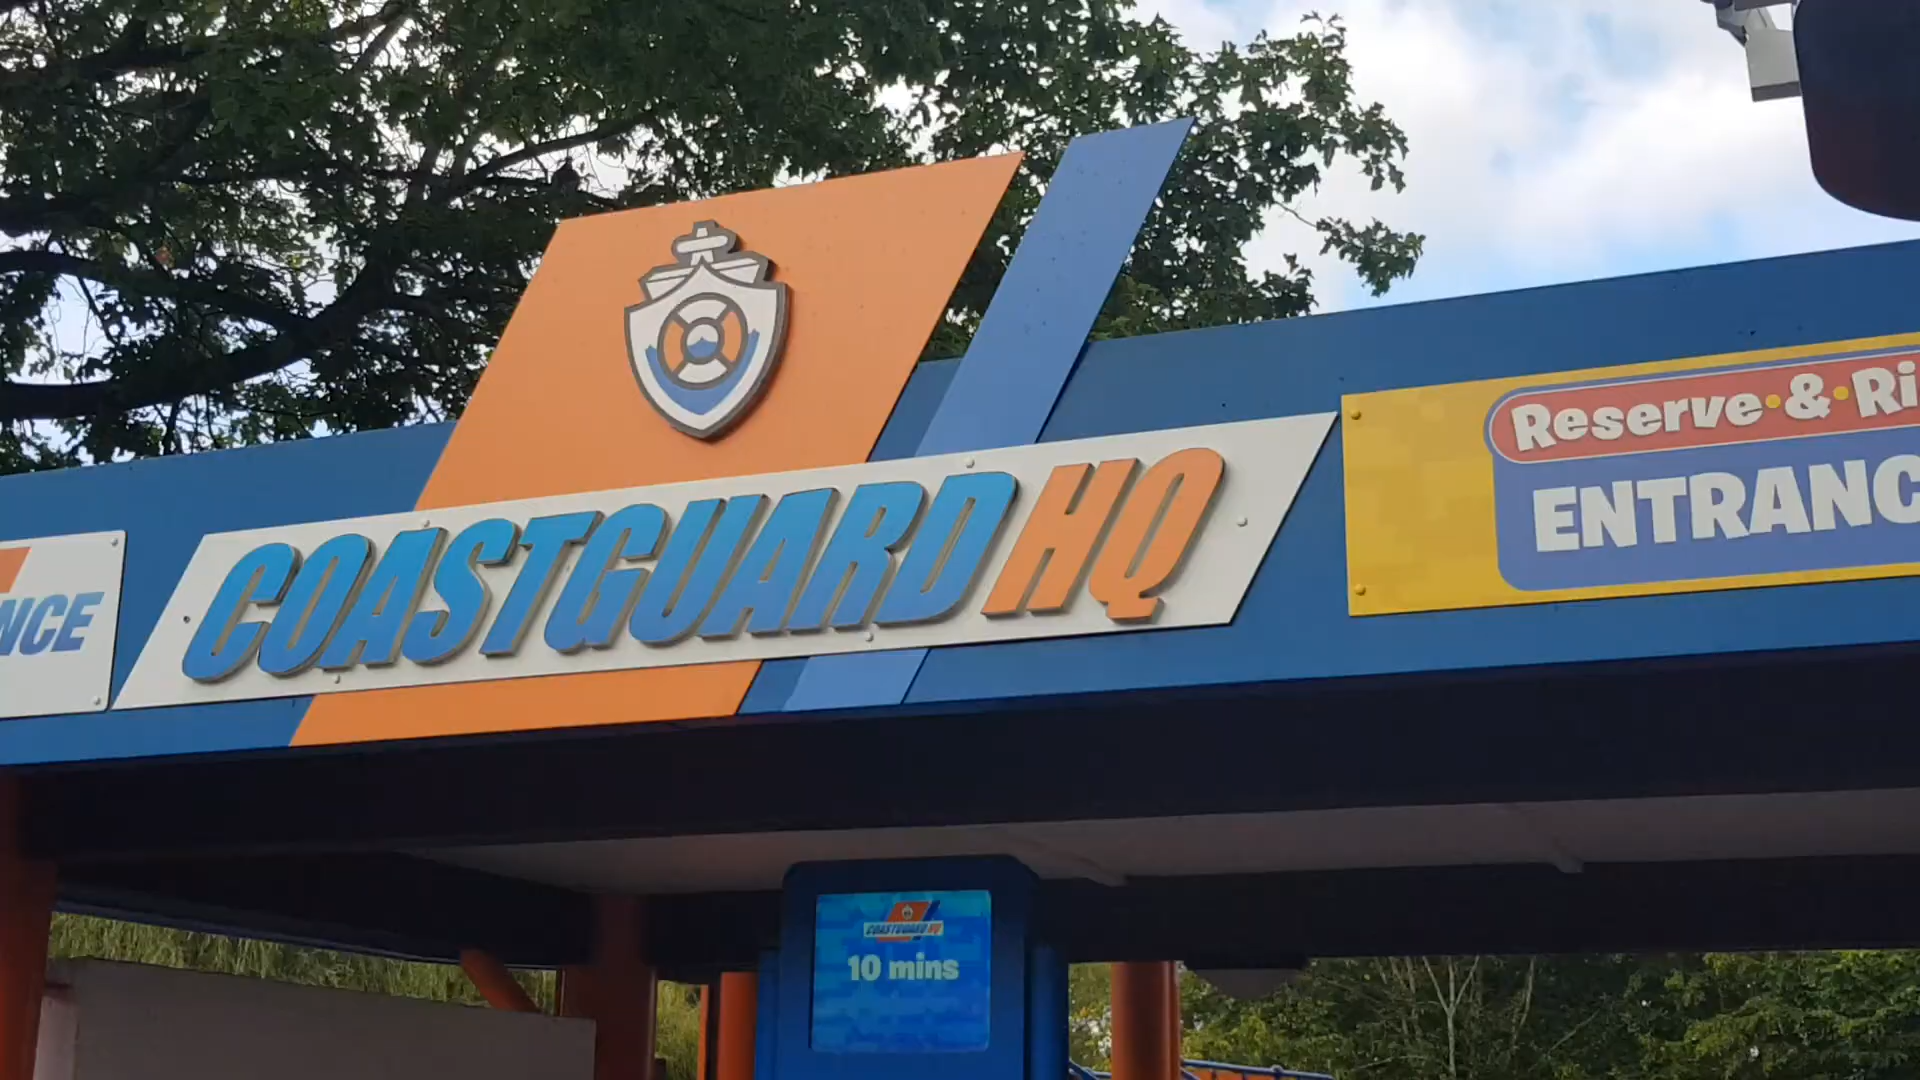 COASTGUARD HQ
NCE
Reserve & Ri
ENTRANC
COASTGUARD HQ
10 mins